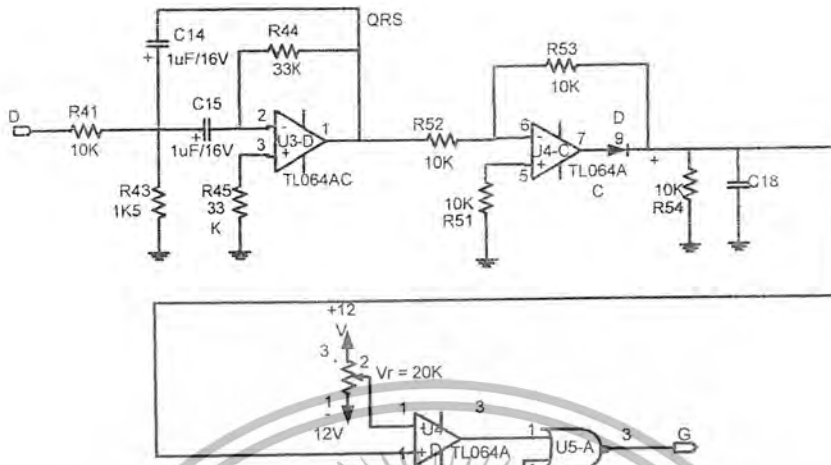 QRS
C14
1uF/16V
+
R44
33K
D
R41
10K
C15
+
1uF/16V
2
-
3
+
U3-D
1
TL064AC
R43
1K5
R45
33
K
R52
10K
R53
10K
6
-
5
+
U4-C
7
TL064A
C
D
9
+
10K
R51
10K
R54
C18
+12
V
3
2
Vr = 20K
1
-
12V
1
3
U4
D
+
TL064A
1
U5-A
3
G